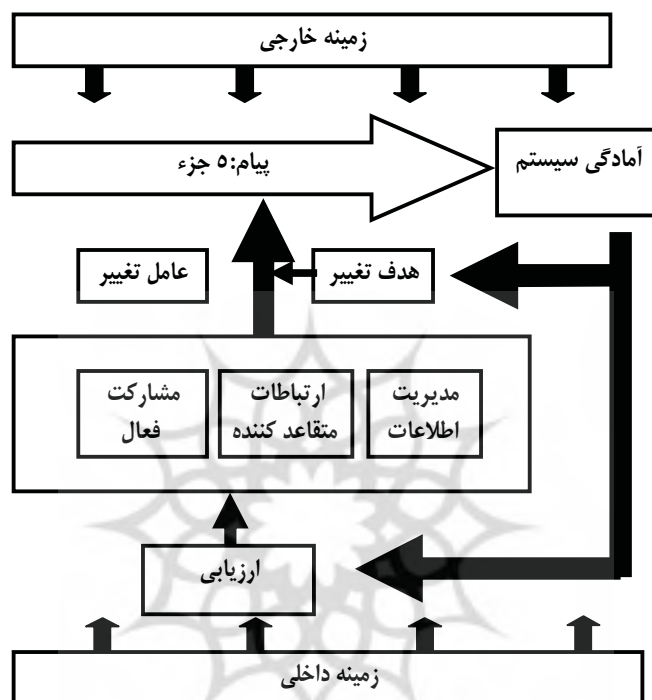 زمینه خارجی
پیام:۵ جزء
آمادگی سیستم
هدف تغییر
عامل تغییر
مدیریت
اطلاعات
ارتباطات
متقاعد کننده
مشارکت
فعال
ارزیابی
زمینه داخلی